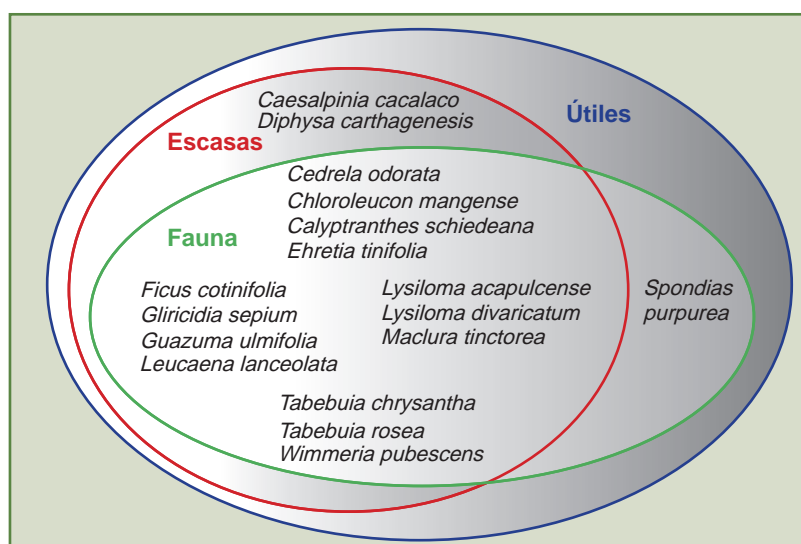 Caesalpinia cacalaco
Diphysa carthagenesis
Útiles
Escasas
Cedrela odorata
Chloroleucon mangense
Calyptranthes schiedeana
Ehretia tinifolia
Fauna
Ficus cotinifolia
Gliricidia sepium
Guazuma ulmifolia
Leucaena lanceolata
Lysiloma acapulcense
Lysiloma divaricatum
Maclura tinctorea
Spondias
purpurea
Tabebuia chrysantha
Tabebuia rosea
Wimmeria pubescens